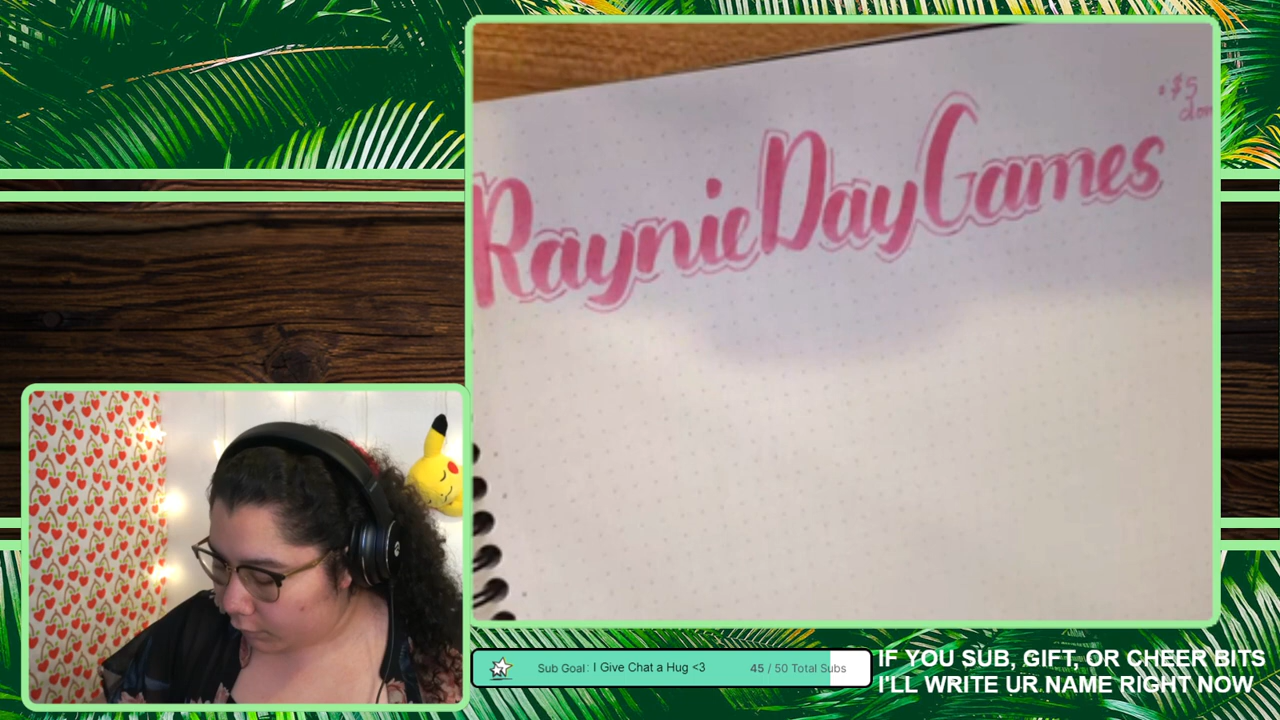 • $5
RaynieDayGames
Sub Goal: I Give Chat a Hug <3 45 / 50 Total Subs
IF YOU SUB, GIFT, OR CHEER BITS
I'LL WRITE UR NAME RIGHT NOW